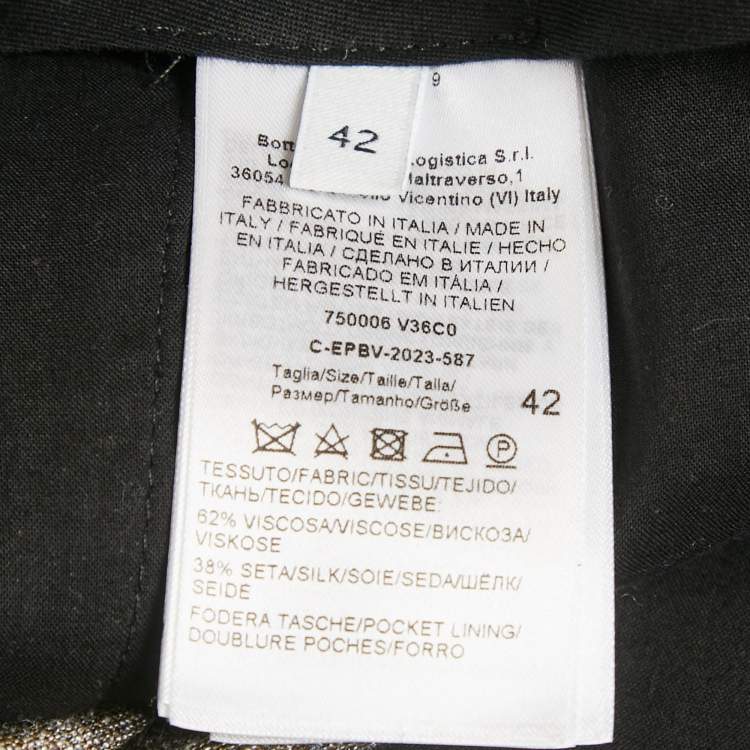 9
42
Logistica S.r.l.
Maltraverso,1
36054 Vicentino (VI) Italy
FABBRICATO IN ITALIA / MADE IN
ITALY / FABRIQUÉ EN ITALIE / HECHO
EN ITALIA / СДЕЛАНО В ИТАЛИИ /
FABRICADO EM ITÁLIA /
HERGESTELLT IN ITALIEN
750006 V36C0
C-EPBV-2023-587
Taglia/Size/Taille/Talla/
Размер/Tamanho/Größe 42
P
TESSUTO/FABRIC/TISSU/TEJIDO/
ТКАНЬ/TECIDO/GEWEBE:
62% VISCOSA/VISCOSE/ВИСКОЗА/
VISKOSE
38% SETA/SILK/SOIE/SEDA/ШЁЛК/
SEIDE
FODERA TASCHE/POCKET LINING/
DOUBLURE POCHES/FORRO